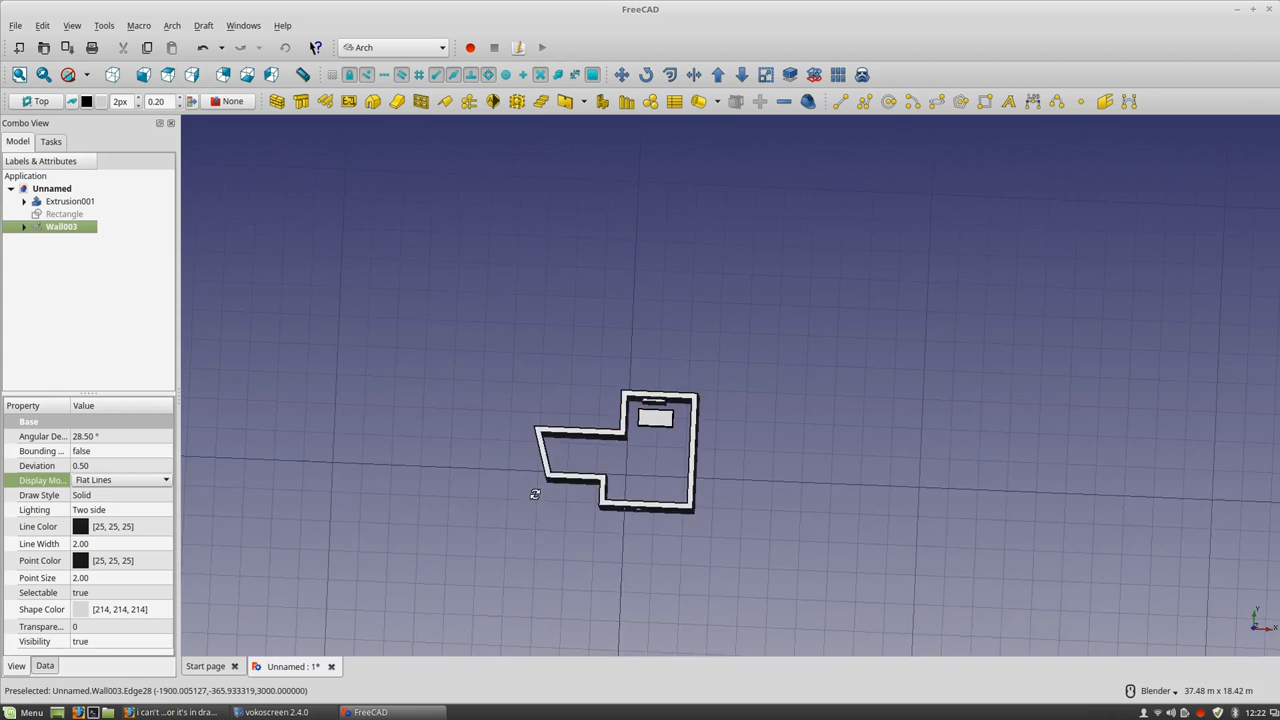 FreeCAD
File Edit View Tools Macro Arch Draft Windows Help
Arch
Top 2px 0.20 None
Combo View
Model Tasks
Labels & Attributes
Application
Unnamed
Extrusion001
Rectangle
Wall003
Property Value
Base
Angular De... 28.50 °
Bounding ... false
Deviation 0.50
Display Mo... Flat Lines
Draw Style Solid
Lighting Two side
Line Color [25, 25, 25]
Line Width 2.00
Point Color [25, 25, 25]
Point Size 2.00
Selectable true
Shape Color [214, 214, 214]
Transpare... 0
Visibility true
Y
X
View Data
Start page Unnamed : 1*
Preselected: Unnamed.Wall003.Edge28 (-1900.005127,-365.933319,3000.000000)
Blender 37.48 m x 18.42 m
Menu i can't ...or it's in dra... vokoscreen 2.4.0 FreeCAD 12:22